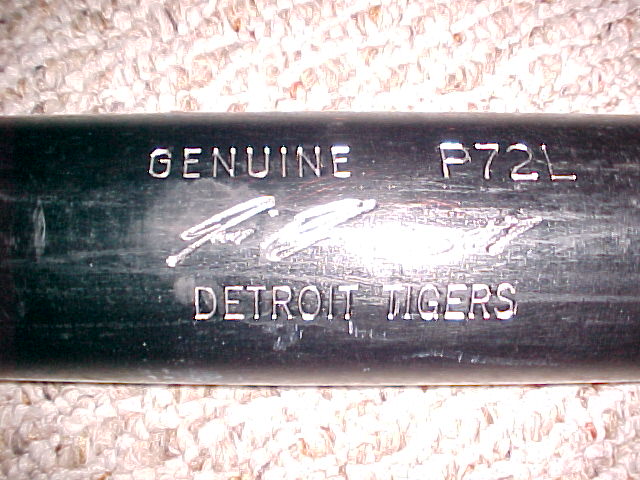 GENUINE P72L
DETROIT TIGERS